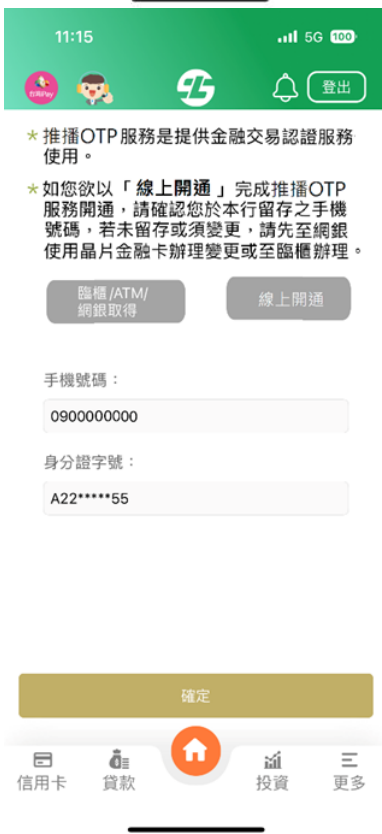 11:15
5G 100
台灣Pay
登出
* 推播OTP服務是提供金融交易認證服務
使用。
* 如您欲以「線上開通」完成推播OTP
服務開通，請確認您於本行留存之手機
號碼，若未留存或須變更，請先至網銀
使用晶片金融卡辦理變更或至臨櫃辦理。
臨櫃/ATM/
網銀取得
線上開通
手機號碼：
0900000000
身分證字號：
A22*****55
確定
信用卡
貸款
投資
更多